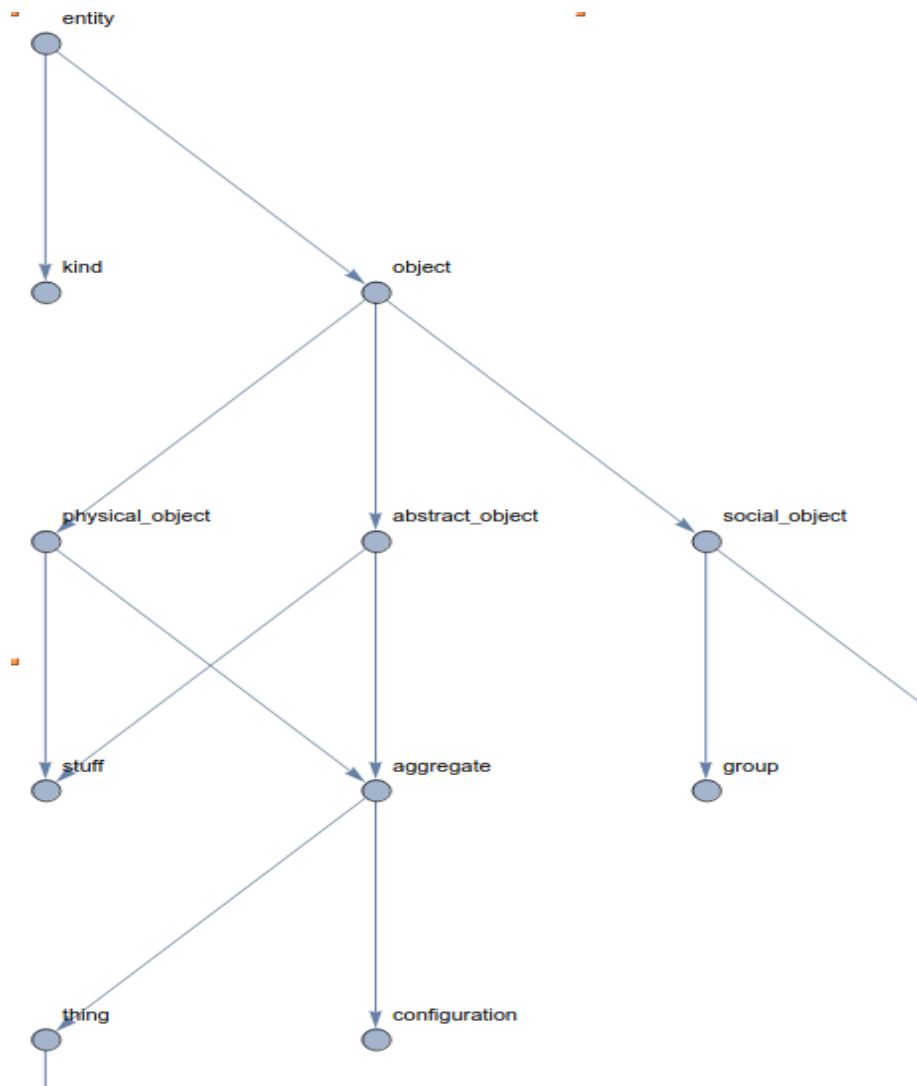 entity
kind
object
physical_object
abstract_object
social_object
stuff
aggregate
group
thing
configuration